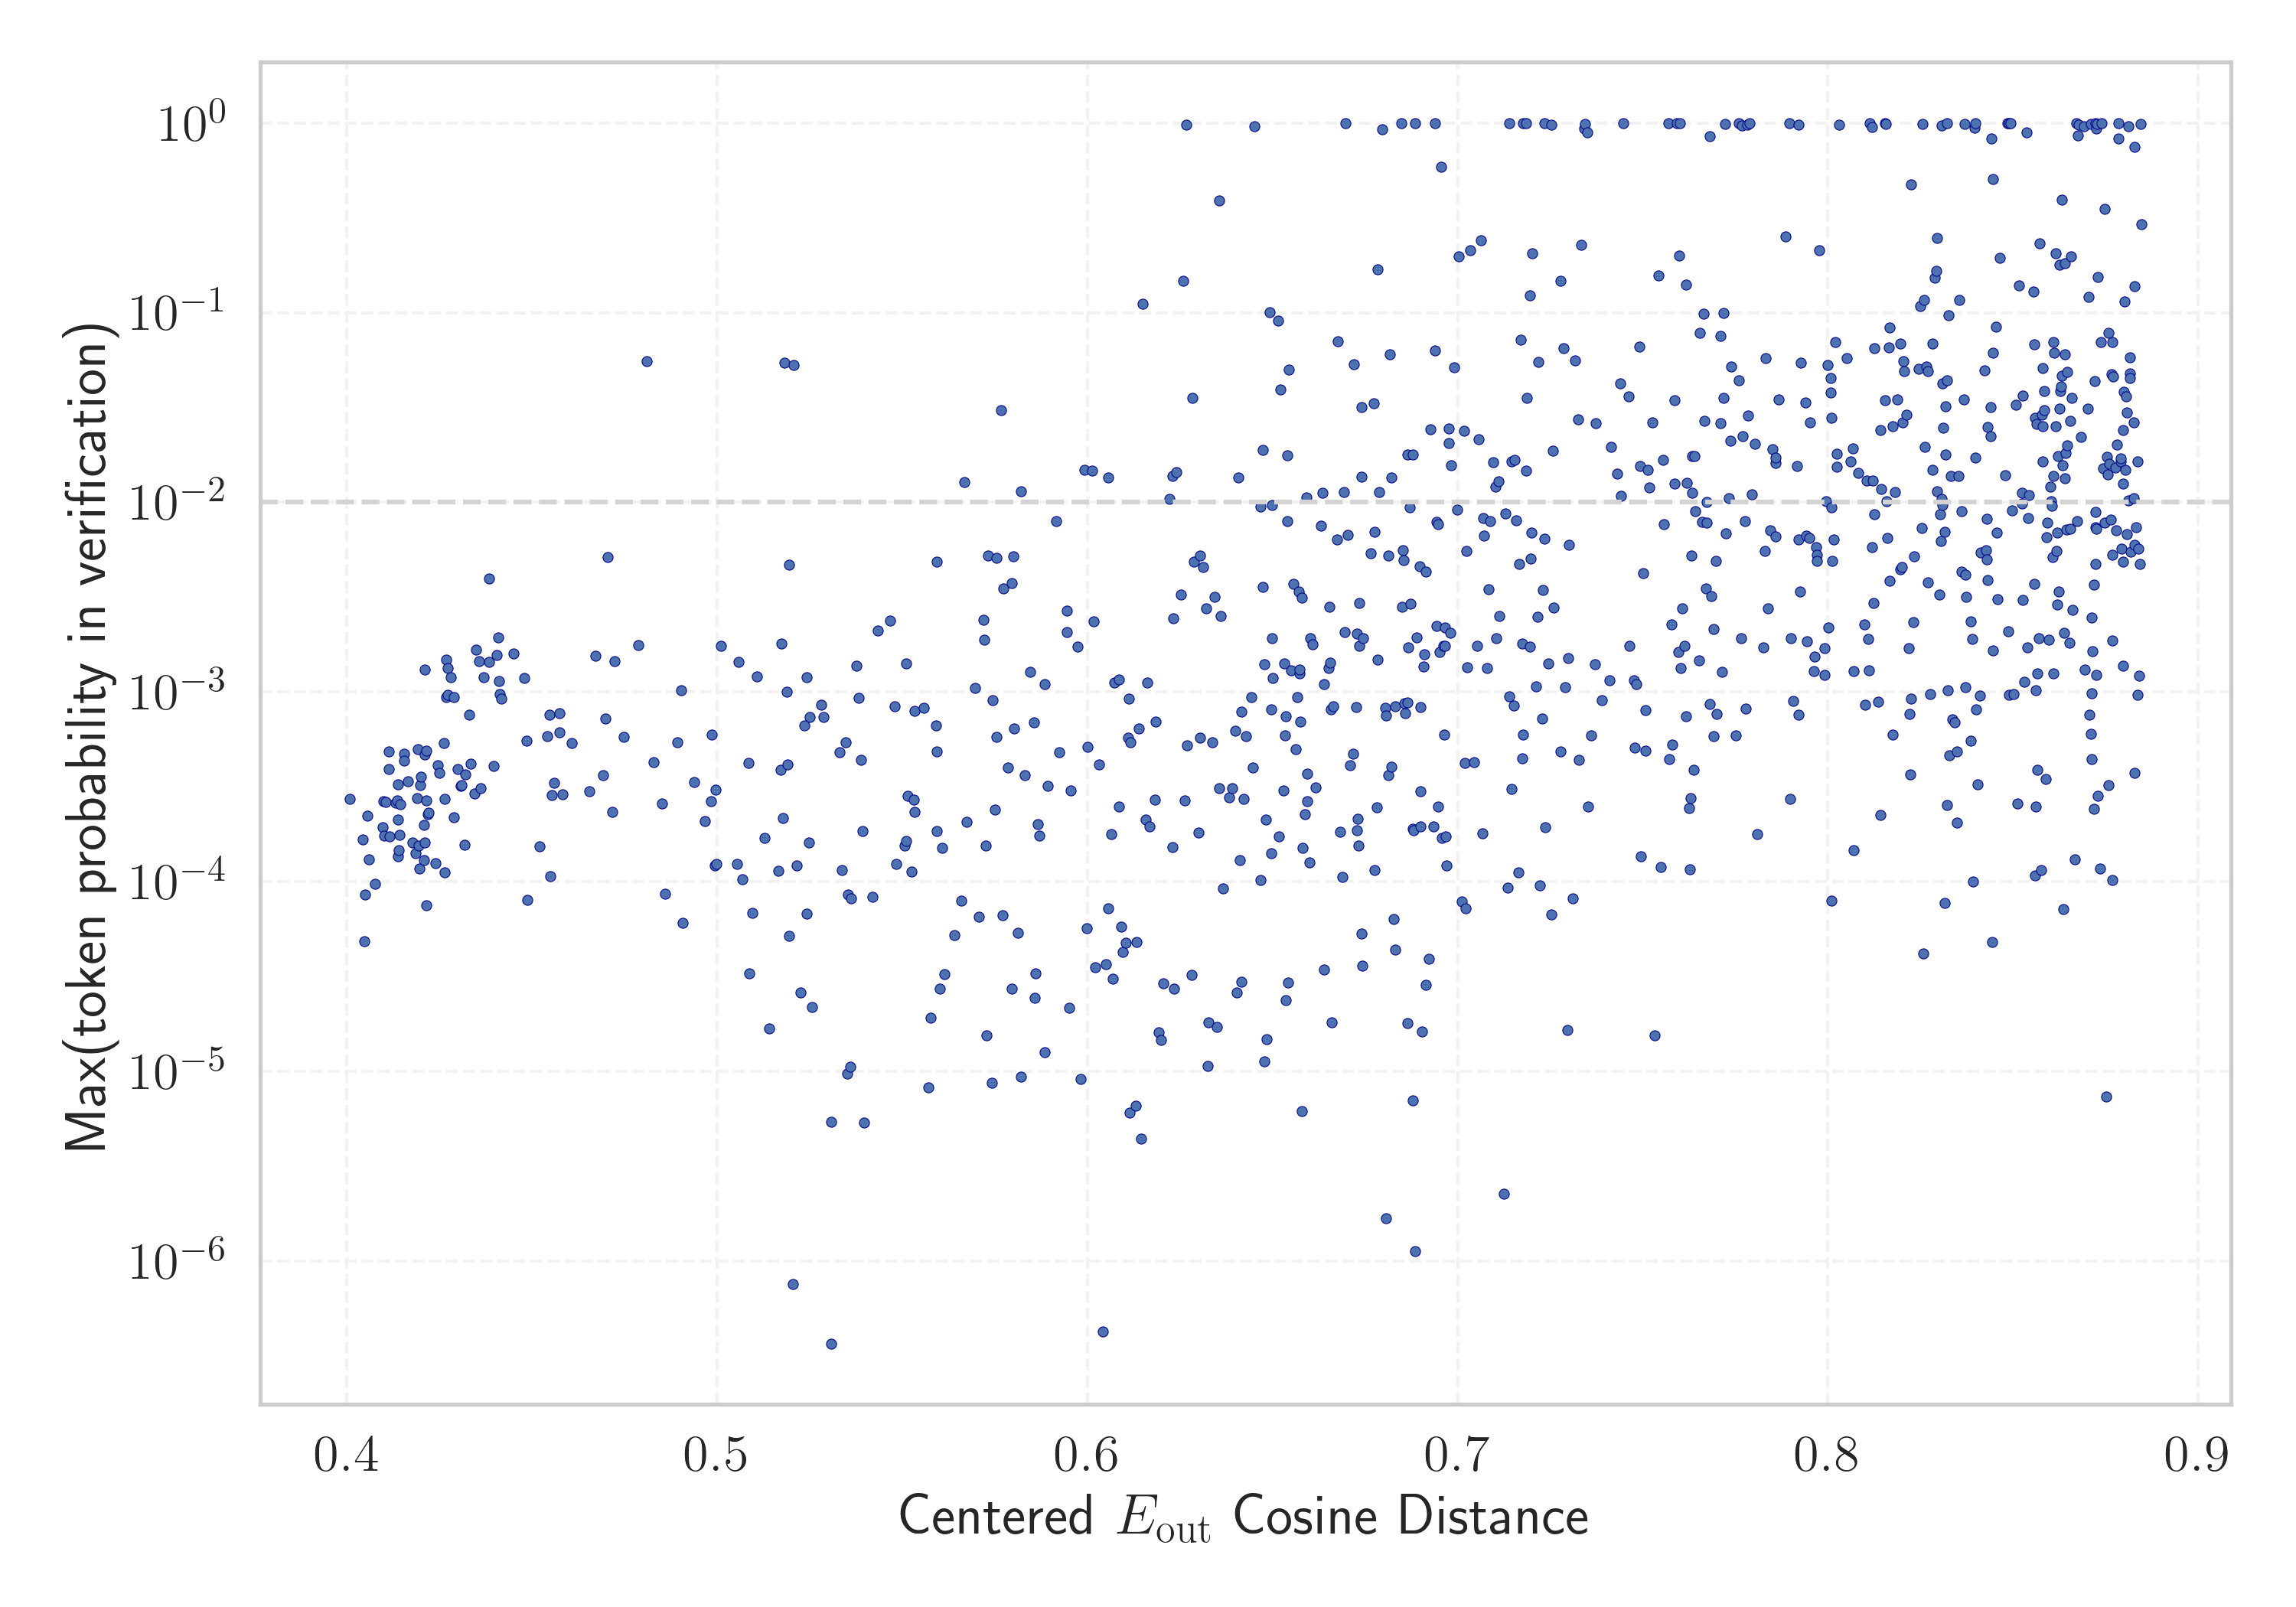 Max(token probability in verification)
10^0
10^−1
10^−2
10^−3
10^−4
10^−5
10^−6
0.4 0.5 0.6 0.7 0.8 0.9
Centered E_out Cosine Distance